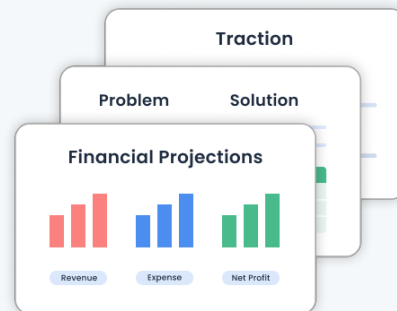 Traction
Problem Solution
Financial Projections
Revenue Expense Net Profit